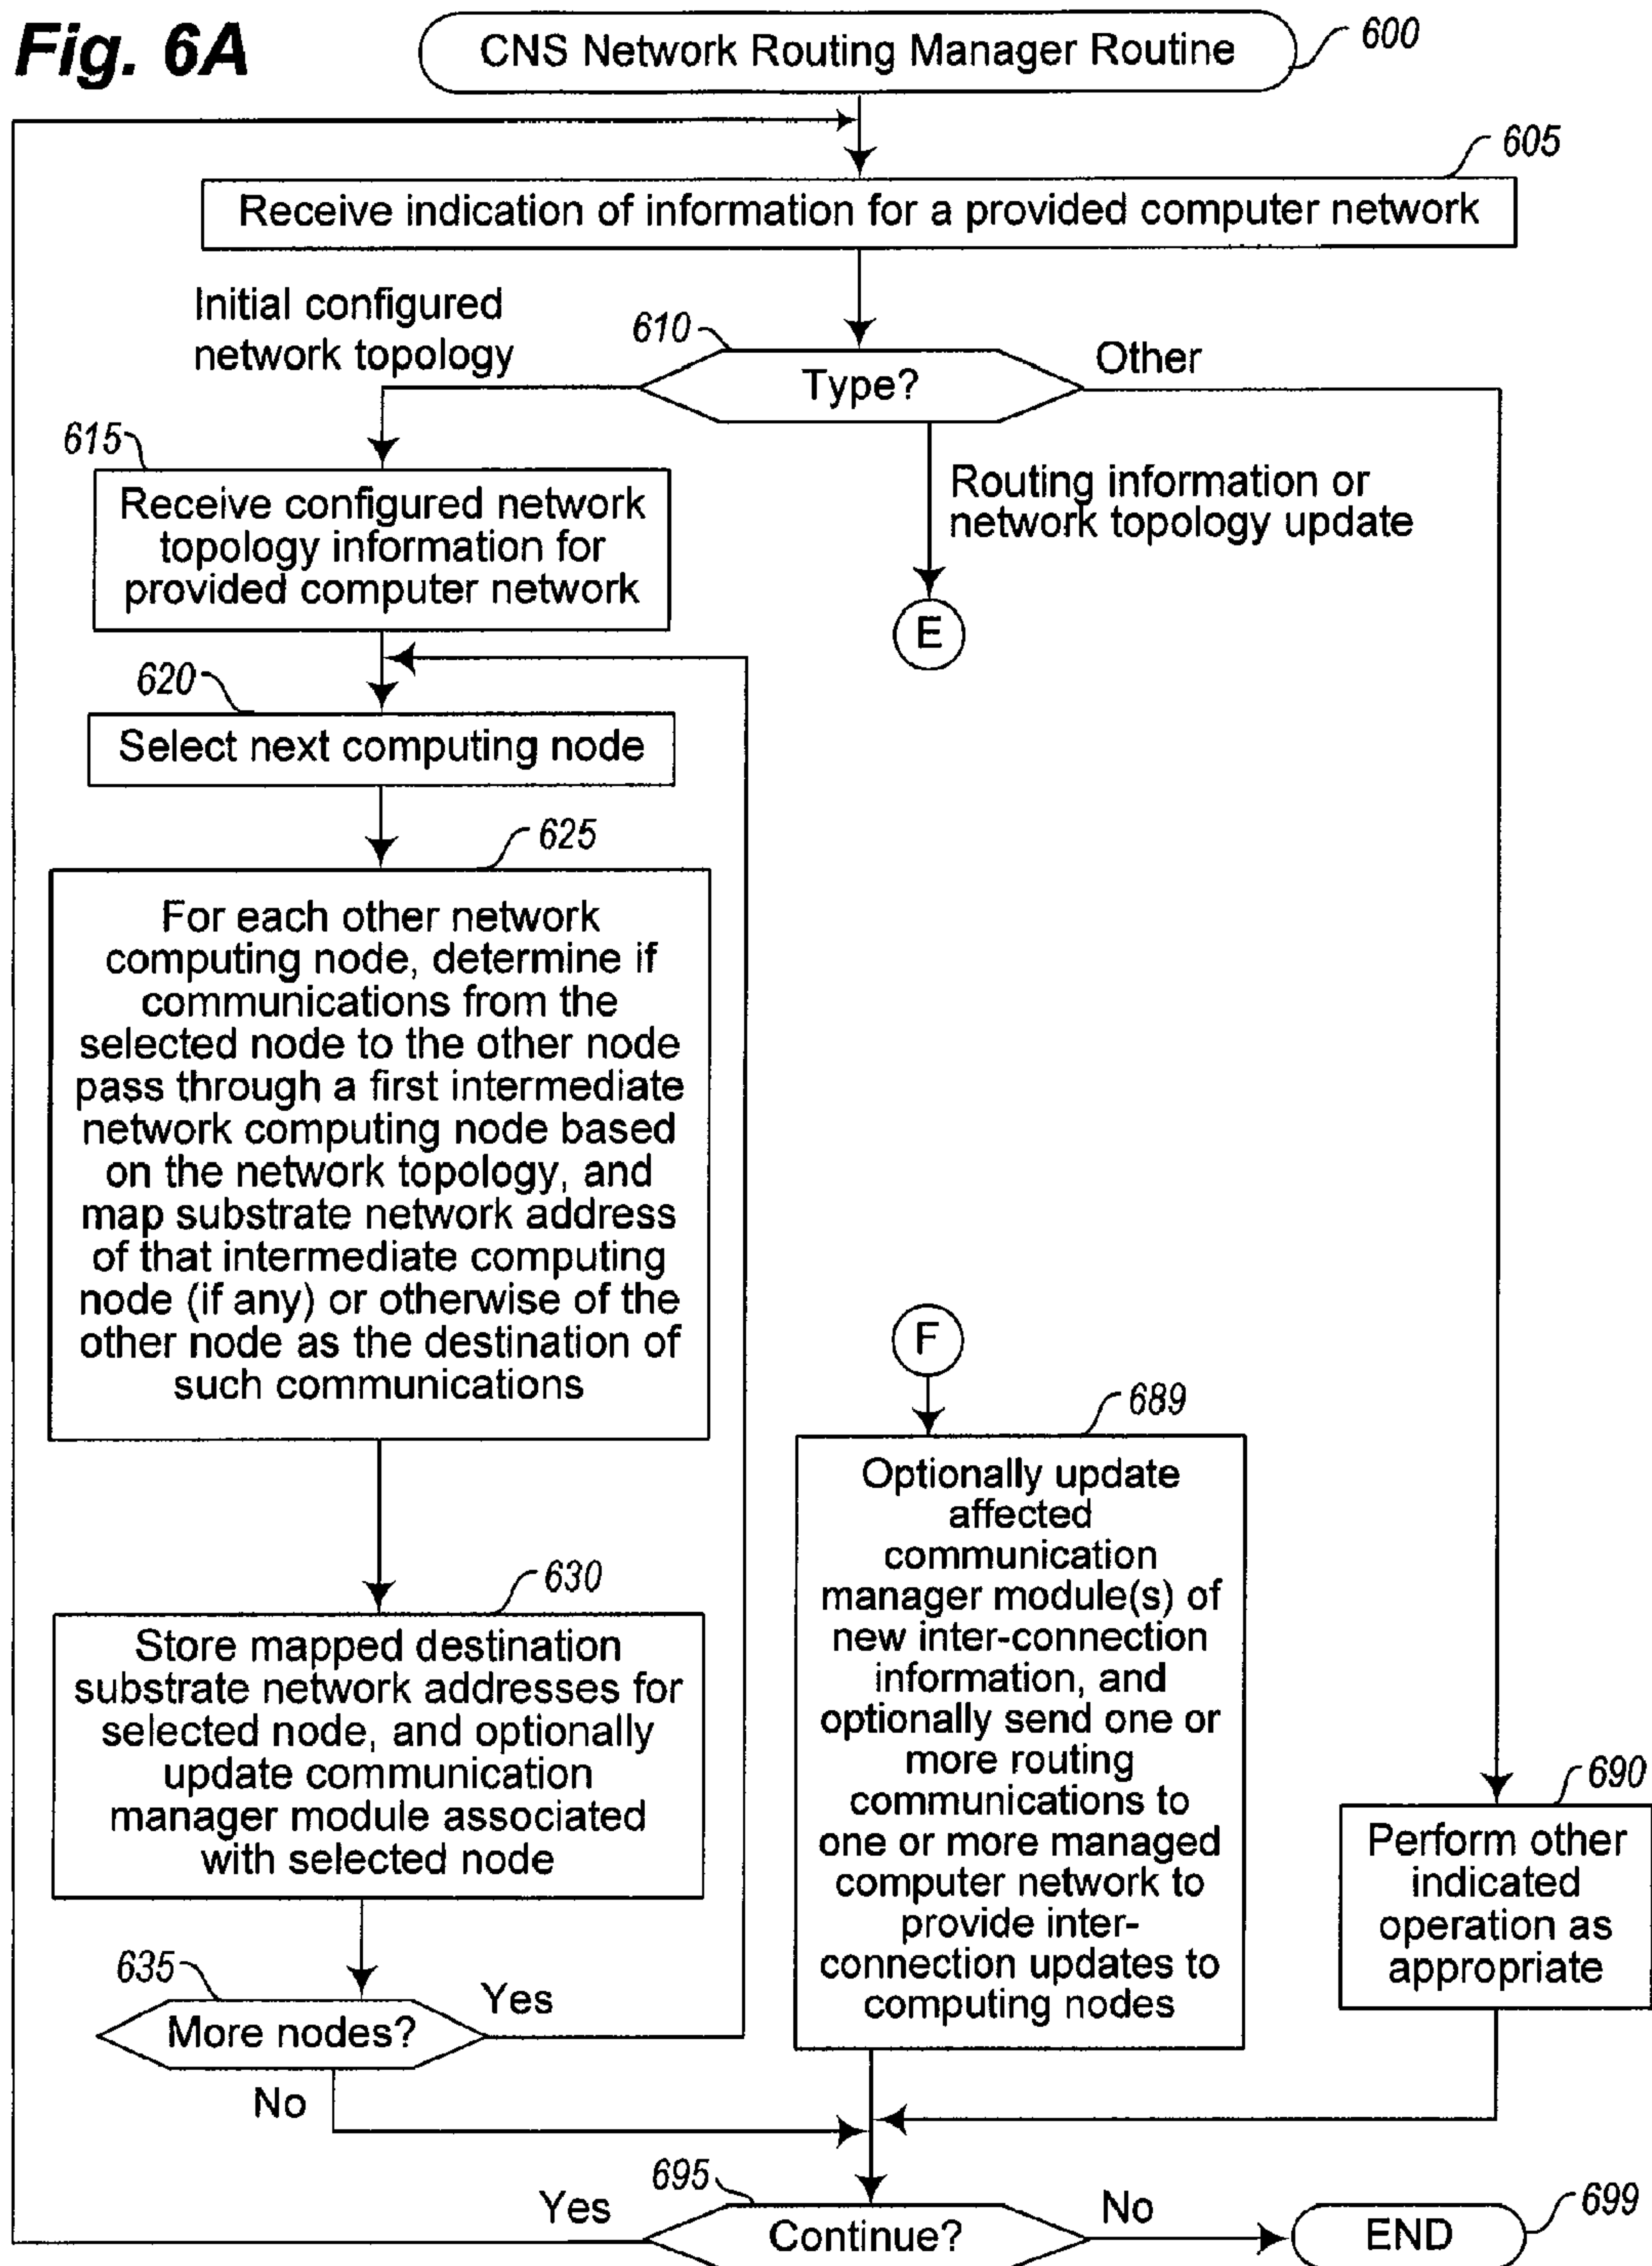 Fig. 6A
CNS Network Routing Manager Routine
600
605
Receive indication of information for a provided computer network
Initial configured
network topology
610
Type?
Other
615
Receive configured network
topology information for
provided computer network
Routing information or
network topology update
E
620
Select next computing node
625
For each other network
computing node, determine if
communications from the
selected node to the other node
pass through a first intermediate
network computing node based
on the network topology, and
map substrate network address
of that intermediate computing
node (if any) or otherwise of the
other node as the destination of
such communications
F
689
Optionally update
affected
communication
manager module(s) of
new inter-connection
information, and
optionally send one or
more routing
communications to
one or more managed
computer network to
provide inter-
connection updates to
computing nodes
630
Store mapped destination
substrate network addresses for
selected node, and optionally
update communication
manager module associated
with selected node
690
Perform other
indicated
operation as
appropriate
635
More nodes?
Yes
No
695
Yes
Continue?
No
END
699